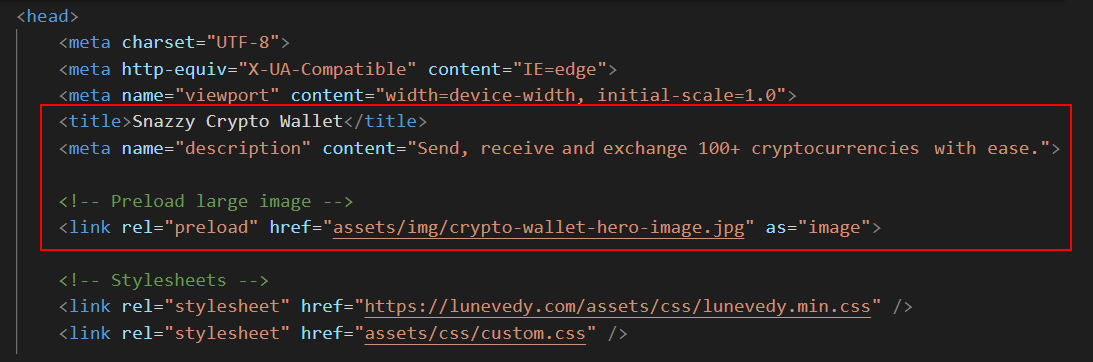 <head>
<meta charset="UTF-8">
<meta http-equiv="X-UA-Compatible" content="IE=edge">
<meta name="viewport" content="width=device-width, initial-scale=1.0">
<title>Snazzy Crypto Wallet</title>
<meta name="description" content="Send, receive and exchange 100+ cryptocurrencies with ease.">
<!-- Preload large image -->
<link rel="preload" href="assets/img/crypto-wallet-hero-image.jpg" as="image">
<!-- Stylesheets -->
<link rel="stylesheet" href="https://lunevedy.com/assets/css/lunevedy.min.css" />
<link rel="stylesheet" href="assets/css/custom.css" />